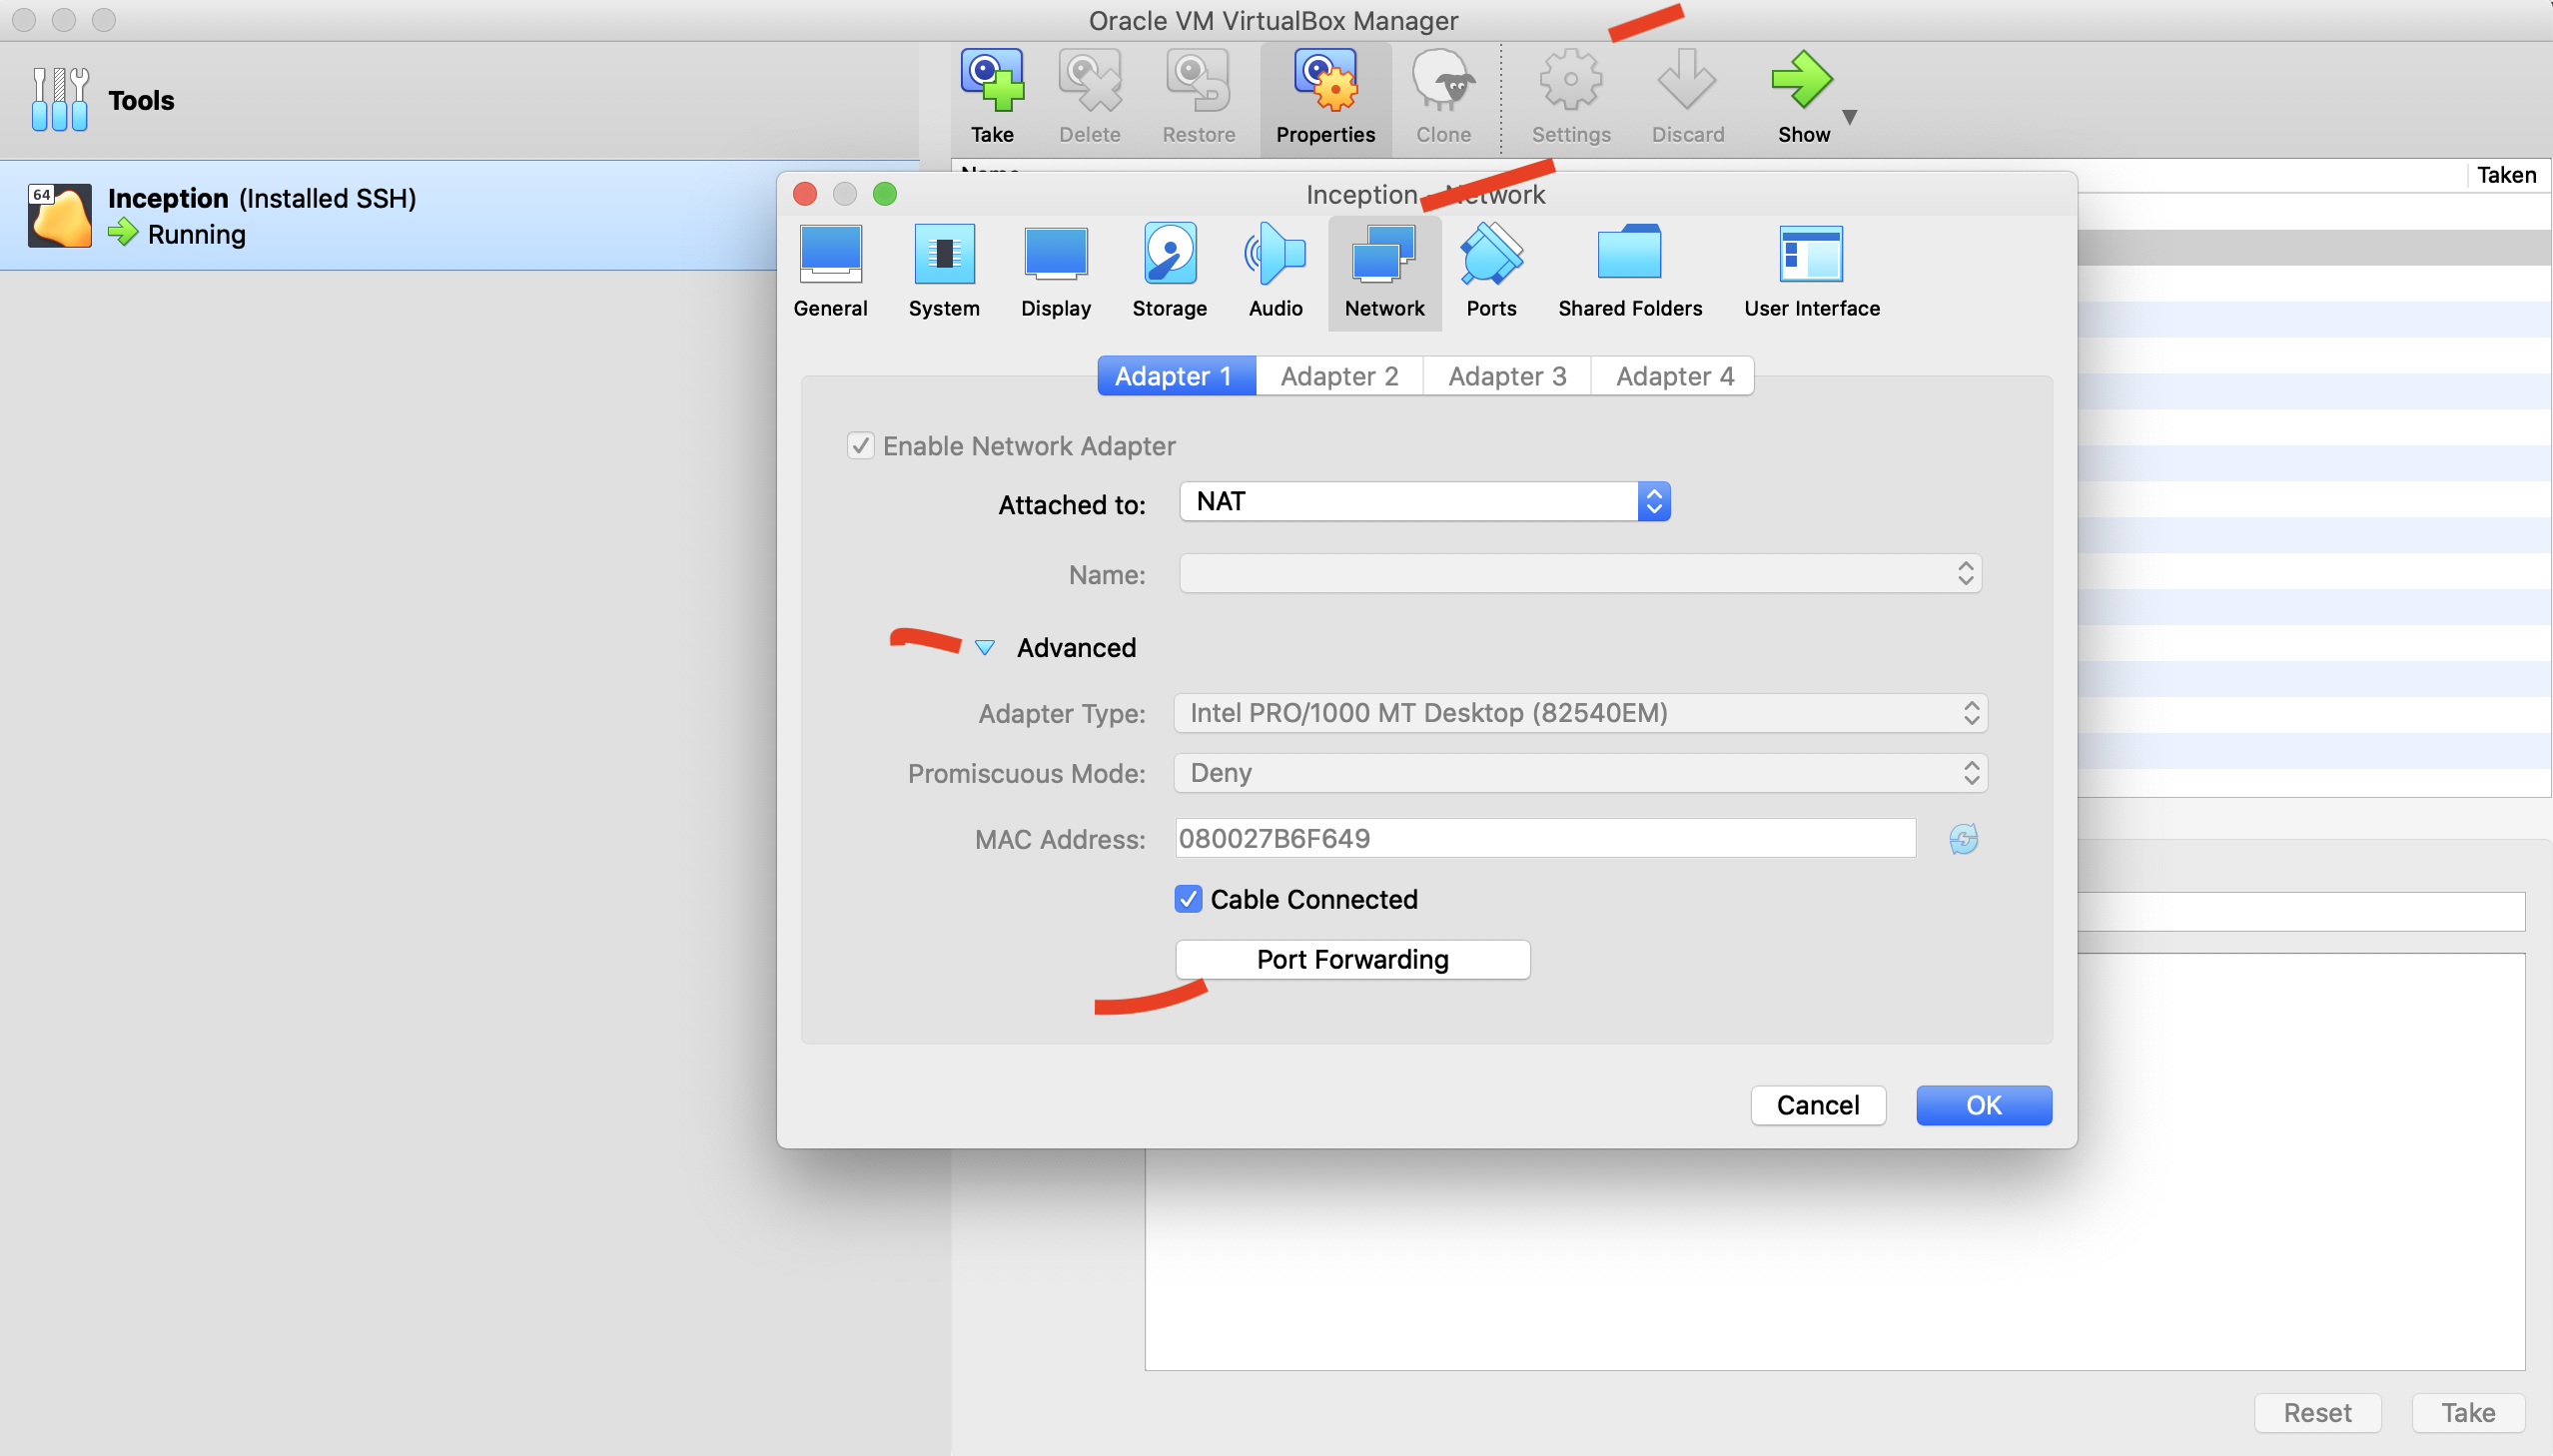 Oracle VM VirtualBox Manager
Tools
Take
Delete
Restore
Properties
Clone
Settings
Discard
Show
Name
Taken
64
Inception (Installed SSH)
Running
Inception - Network
General
System
Display
Storage
Audio
Network
Ports
Shared Folders
User Interface
Adapter 1
Adapter 2
Adapter 3
Adapter 4
Enable Network Adapter
Attached to: NAT
Name:
Advanced
Adapter Type: Intel PRO/1000 MT Desktop (82540EM)
Promiscuous Mode: Deny
MAC Address: 080027B6F649
Cable Connected
Port Forwarding
Cancel
OK
Reset
Take